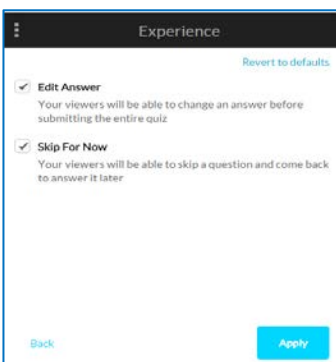 Experience
Revert to defaults
Edit Answer
Your viewers will be able to change an answer before
submitting the entire quiz
Skip For Now
Your viewers will be able to skip a question and come back
to answer it later
Back
Apply